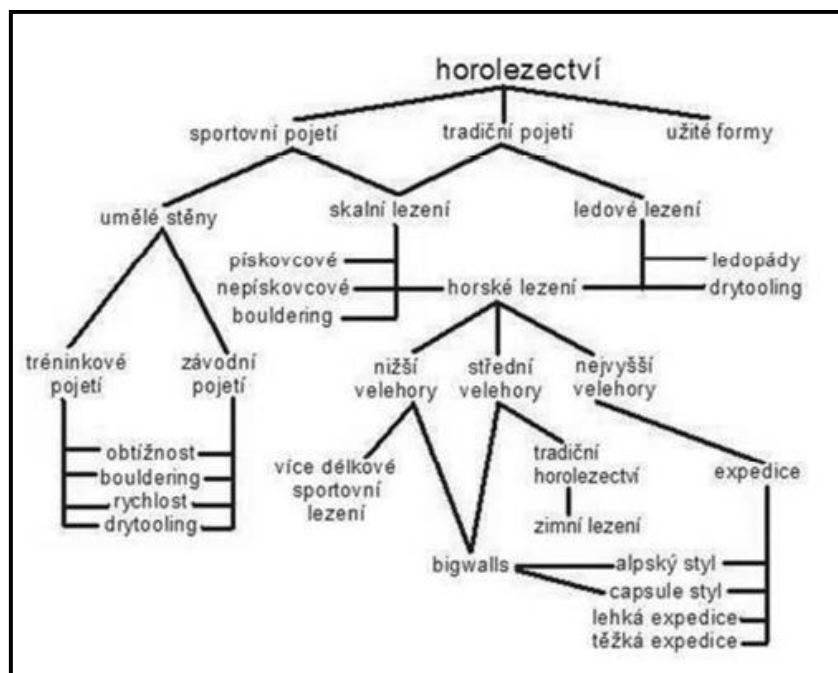 horolezectví
sportovní pojetí
tradiční pojetí
užité formy
umělé stěny
skalní lezení
ledové lezení
pískovcové
nepískovcové
bouldering
horské lezení
ledopády
drytooling
tréninkové
pojetí
závodní
pojetí
nižší
velehory
střední
velehory
nejvyšší
velehory
obtížnost
bouldering
rychlost
drytooling
více délkové
sportovní
lezení
tradiční
horolezectví
zimní lezení
expedice
bigwalls
alpský styl
capsule styl
lehká expedice
těžká expedice